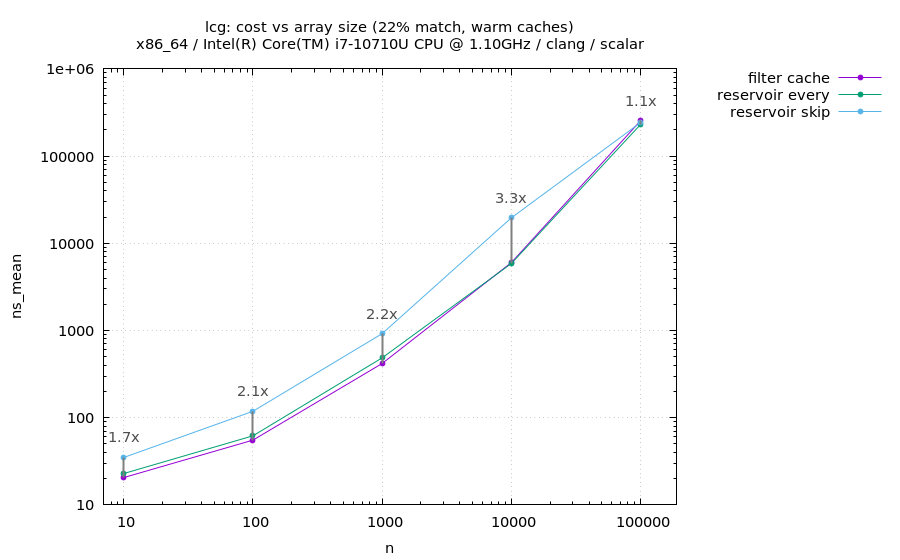 lcg: cost vs array size (22% match, warm caches)
x86_64 / Intel(R) Core(TM) i7-10710U CPU @ 1.10GHz / clang / scalar
1e+06
100000
10000
1000
100
10
ns_mean
1.7x
2.1x
2.2x
3.3x
1.1x
10
100
1000
10000
100000
n
filter cache
reservoir every
reservoir skip